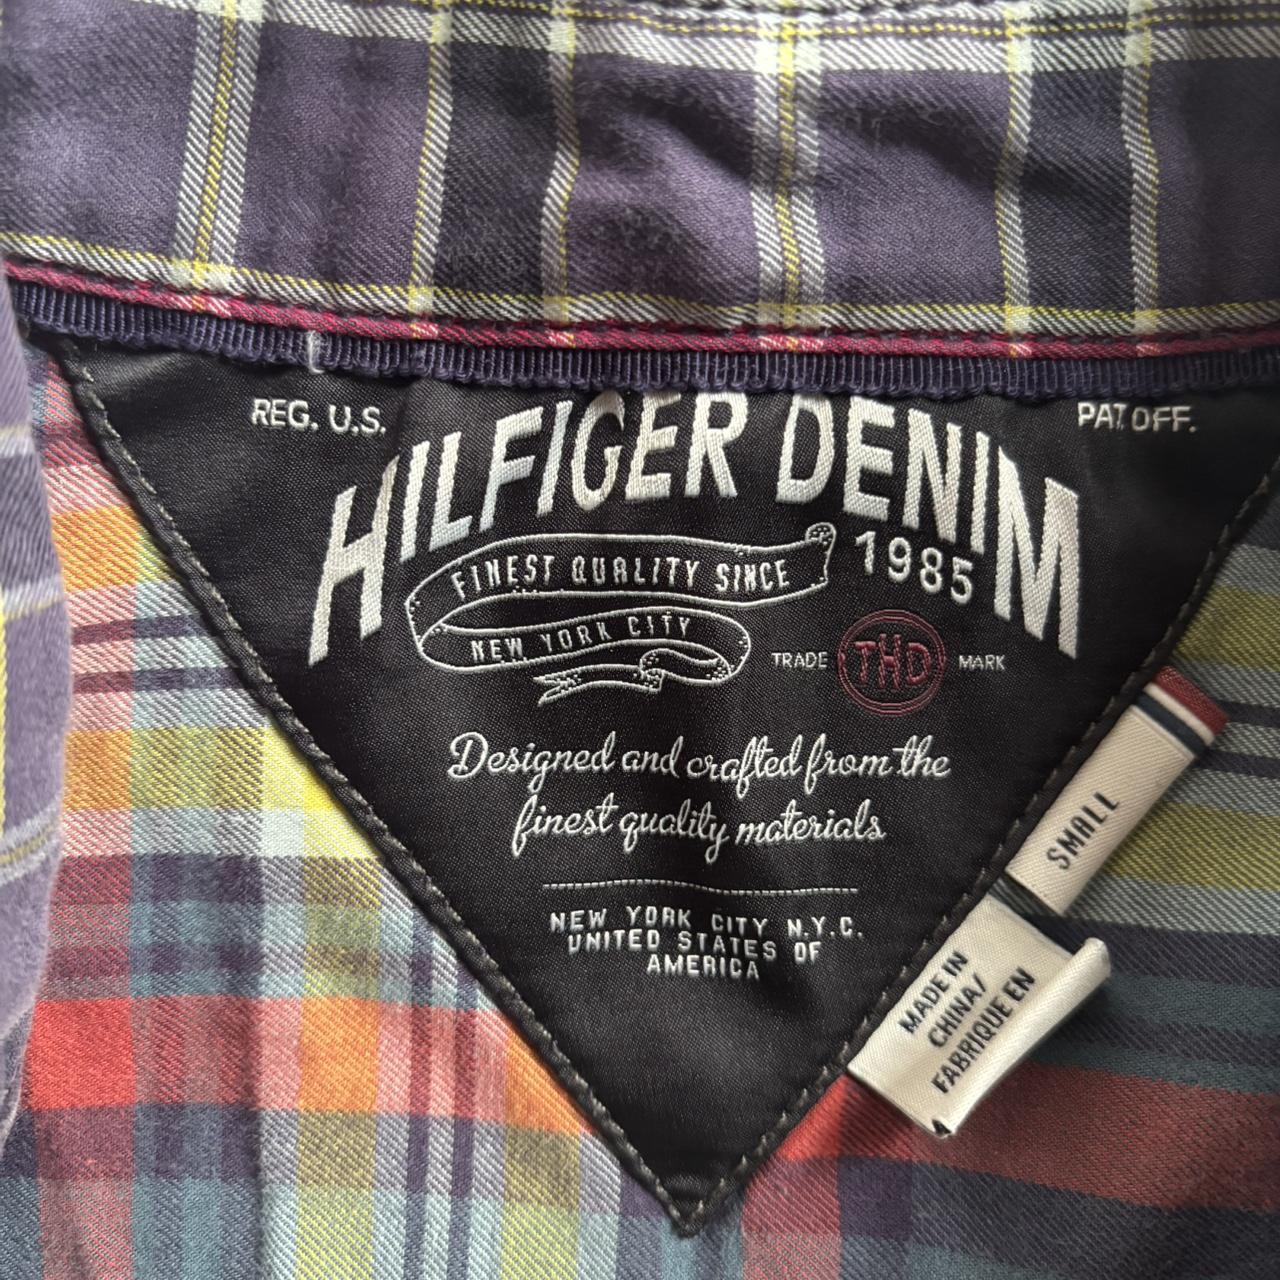 REG. U.S.
PAT. OFF.
HILFIGER DENIM
FINEST QUALITY SINCE
1985
NEW YORK CITY
TRADE THD MARK
Designed and crafted from the
finest quality materials
NEW YORK CITY N.Y.C.
UNITED STATES OF
AMERICA
SMALL
MADE IN
CHINA/
FABRIQUE EN